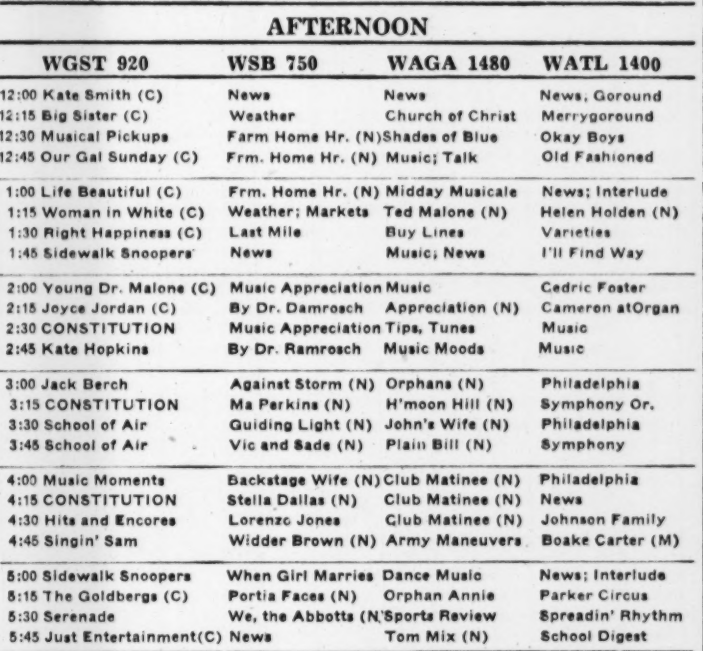 AFTERNOON
WGST 920 WSB 750 WAGA 1480 WATL 1400
12:00 Kate Smith (C) News News News, Goround
12:15 Big Sister (C) Weather Church of Christ Merrygoround
12:30 Musical Pickups Farm Home Hr. (N) Shades of Blue Okay Boys
12:45 Our Gal Sunday (C) Frm. Home Hr. (N) Music; Talk Old Fashioned
1:00 Life Beautiful (C) Frm. Home Hr. (N) Midday Musicale News; Interlude
1:15 Woman in White (C) Weather; Markets Ted Malone (N) Helen Holden (N)
1:30 Right Happiness (C) Last Mile Buy Lines Varieties
1:45 Sidewalk Snoopers News Music; News I'll Find Way
2:00 Young Dr. Malone (C) Music Appreciation Music Cedric Foster
2:15 Joyce Jordan (C) By Dr. Damrosch Appreciation (N) Cameron atOrgan
2:30 CONSTITUTION Music Appreciation Tips, Tunes Music
2:45 Kate Hopkins By Dr. Ramrosch Music Moods Music
3:00 Jack Berch Against Storm (N) Orphans (N) Philadelphia
3:15 CONSTITUTION Ma Perkins (N) H'moon Hill (N) Symphony Or.
3:30 School of Air Guiding Light (N) John's Wife (N) Philadelphia
3:45 School of Air Vic and Sade (N) Plain Bill (N) Symphony
4:00 Music Moments Backstage Wife (N) Club Matinee (N) Philadelphia
4:15 CONSTITUTION Stella Dallas (N) Club Matinee (N) News
4:30 Hits and Encores Lorenzo Jones Club Matinee (N) Johnson Family
4:45 Singin' Sam Widder Brown (N) Army Maneuvers Boake Carter (M)
5:00 Sidewalk Snoopers When Girl Marries Dance Music News; Interlude
5:15 The Goldbergs (C) Portia Faces (N) Orphan Annie Parker Circus
5:30 Serenade We, the Abbotts (N) Sports Review Spreadin' Rhythm
5:45 Just Entertainment(C) News Tom Mix (N) School Digest